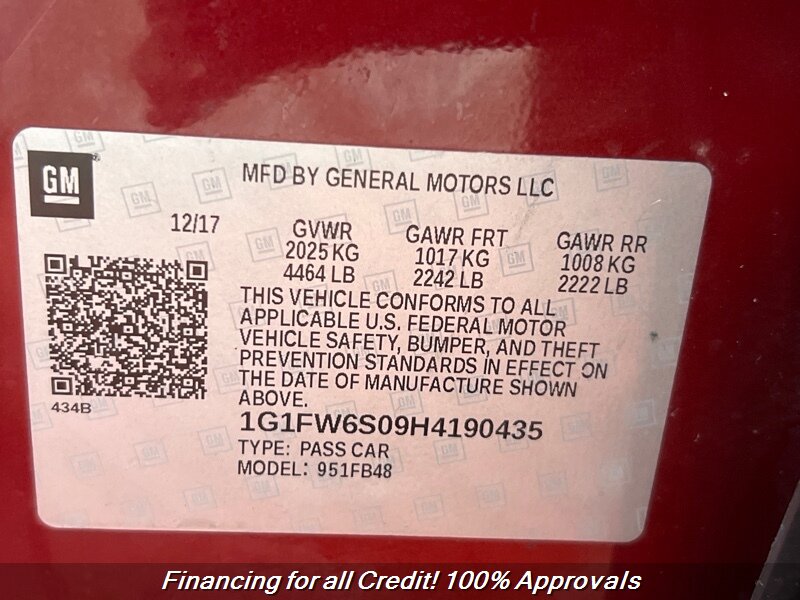 GM
MFD BY GENERAL MOTORS LLC
12/17
GVWR
2025 KG
4464 LB
GAWR FRT
1017 KG
2242 LB
GAWR RR
1008 KG
2222 LB
THIS VEHICLE CONFORMS TO ALL
APPLICABLE U.S. FEDERAL MOTOR
VEHICLE SAFETY, BUMPER, AND THEFT
PREVENTION STANDARDS IN EFFECT ON
THE DATE OF MANUFACTURE SHOWN
ABOVE.
434B
1G1FW6S09H4190435
TYPE: PASS CAR
MODEL: 951FB48
Financing for all Credit! 100% Approvals